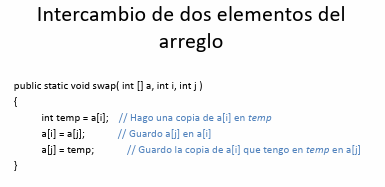 Intercambio de dos elementos del
arreglo
public static void swap( int [] a, int i, int j )
{
int temp = a[i]; // Hago una copia de a[i] en temp
a[i] = a[j]; // Guardo a[j] en a[i]
a[j] = temp; // Guardo la copia de a[i] que tengo en temp en a[j]
}